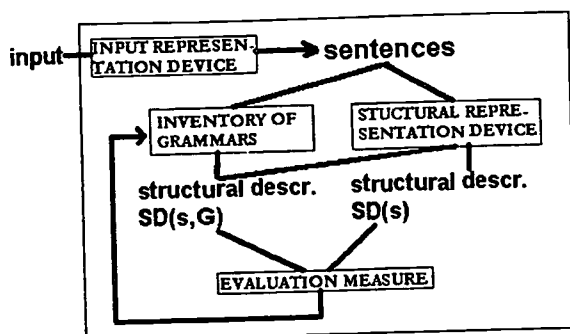 input
INPUT REPRESEN-
TATION DEVICE
sentences
INVENTORY OF
GRAMMARS
STUCTURAL REPRE-
SENTATION DEVICE
structural descr.
SD(s,G)
structural descr.
SD(s)
EVALUATION MEASURE